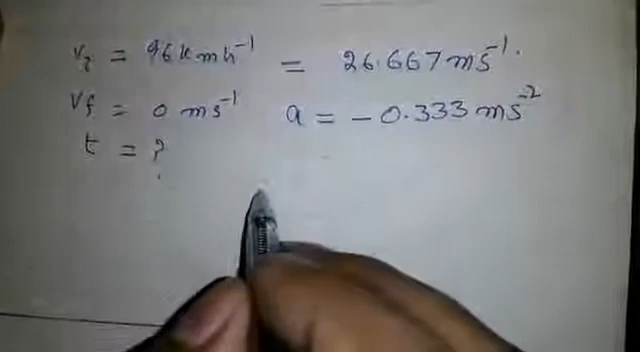 vi = 96 km h⁻¹ = 26.667 ms⁻¹.
vf = 0 ms⁻¹ a = -0.333 ms⁻²
t = ?